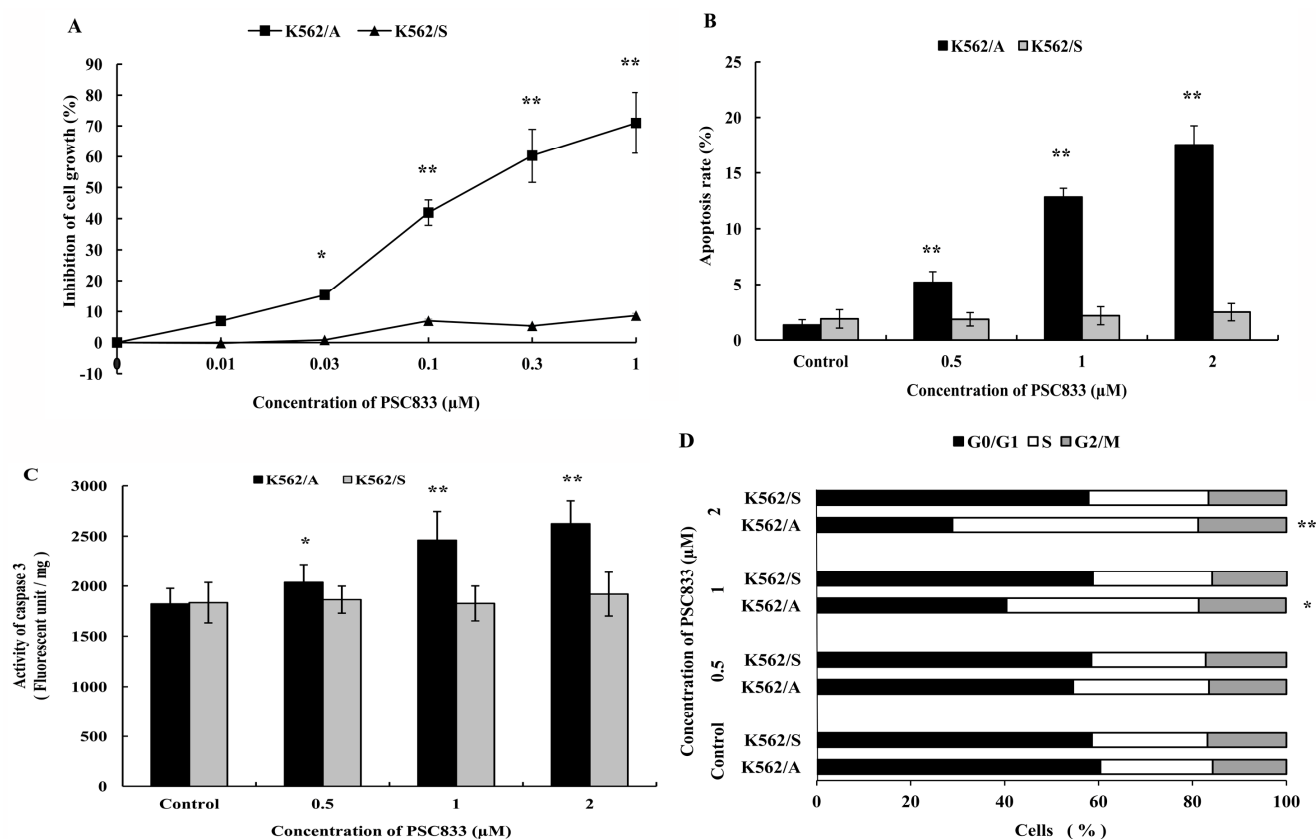 A
K562/A K562/S
90
80
70
60
50
40
30
20
10
0
-10
Inhibition of cell growth (%)
*
**
**
**
0 0.01 0.03 0.1 0.3 1
Concentration of PSC833 (µM)
B
K562/A K562/S
25
20
15
10
5
0
Apoptosis rate (%)
**
**
**
Control 0.5 1 2
Concentration of PSC833 (µM)
C
K562/A K562/S
3000
2500
2000
1500
1000
500
0
Activity of caspase 3
( Fluorescent unit / mg )
*
**
**
Control 0.5 1 2
Concentration of PSC833 (µM)
D
G0/G1 S G2/M
Concentration of PSC833 (µM)
2
K562/S
K562/A **
1
K562/S
K562/A *
0.5
K562/S
K562/A
Control
K562/S
K562/A
0 20 40 60 80 100
Cells ( % )